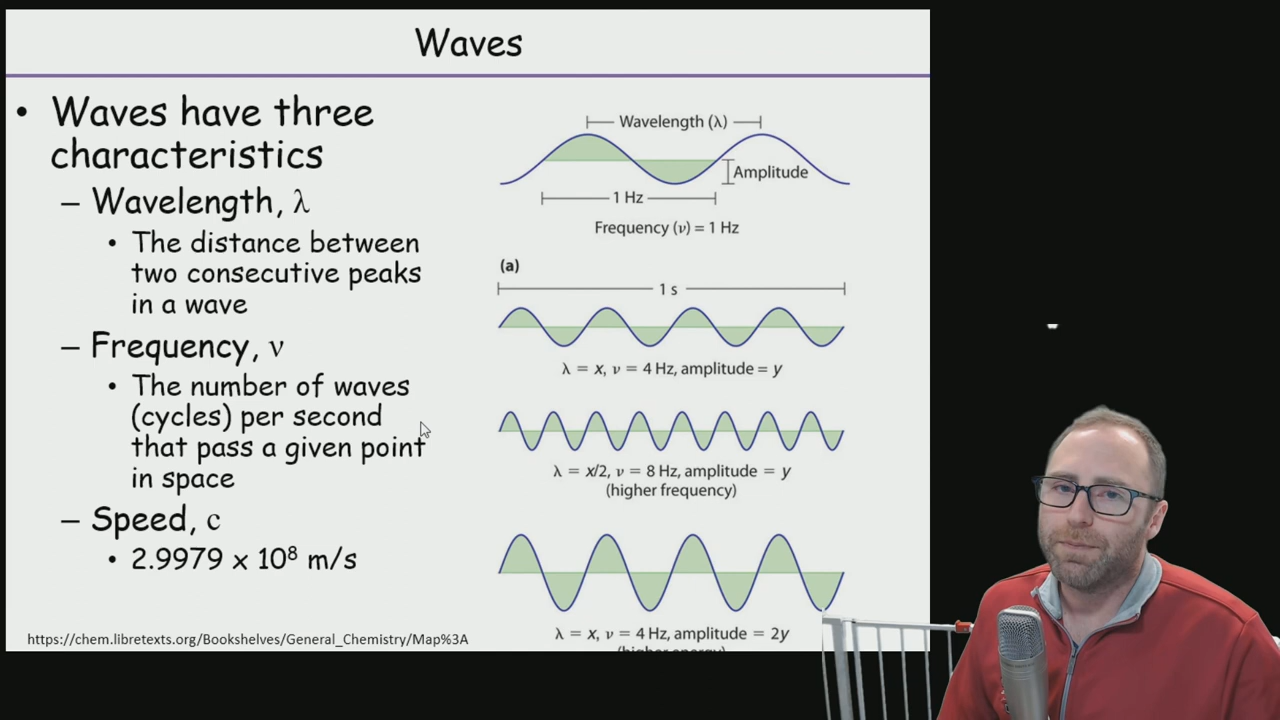 Waves
• Waves have three
characteristics
– Wavelength, λ
• The distance between
two consecutive peaks
in a wave
– Frequency, ν
• The number of waves
(cycles) per second
that pass a given point
in space
– Speed, c
• 2.9979 x 10⁸ m/s
https://chem.libretexts.org/Bookshelves/General_Chemistry/Map%3A
Wavelength (λ)
Amplitude
1 Hz
Frequency (ν) = 1 Hz
(a)
1 s
λ = x, ν = 4 Hz, amplitude = y
λ = x/2, ν = 8 Hz, amplitude = y
(higher frequency)
λ = x, ν = 4 Hz, amplitude = 2y
(higher energy)